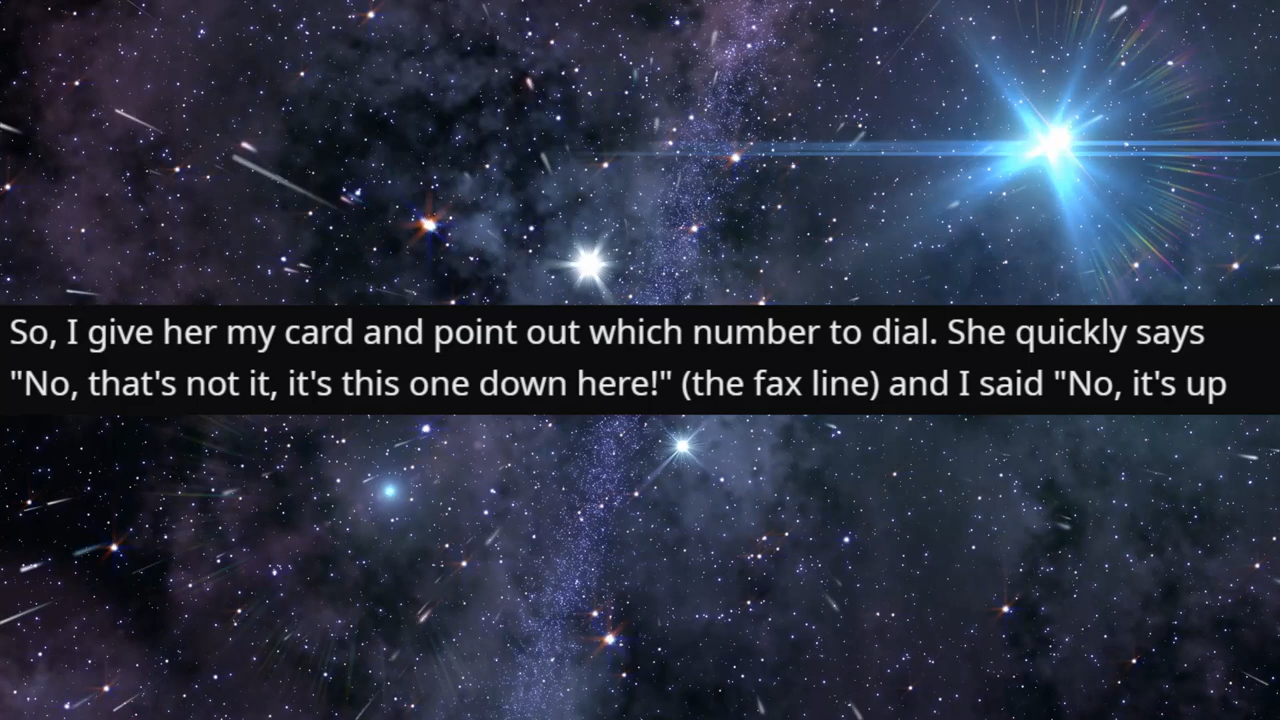 So, I give her my card and point out which number to dial. She quickly says
"No, that's not it, it's this one down here!" (the fax line) and I said "No, it's up